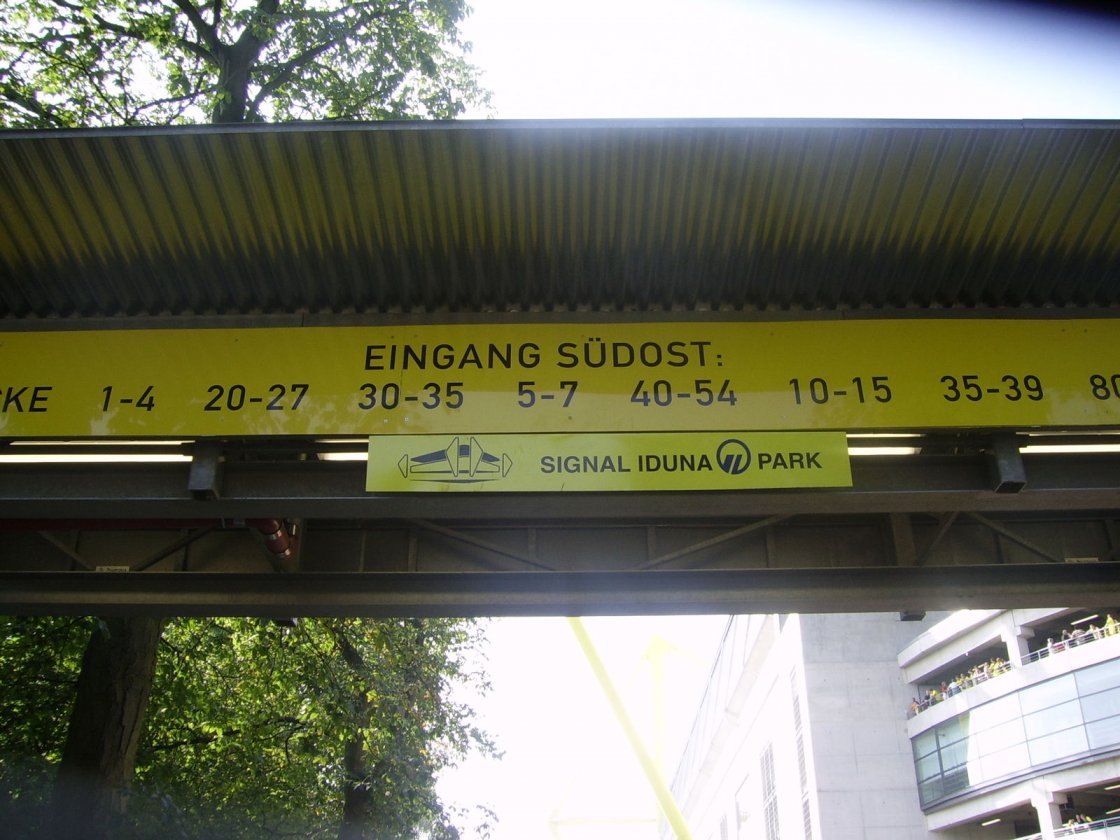 EINGANG SÜDOST:
1-4 20-27 30-35 5-7 40-54 10-15 35-39
SIGNAL IDUNA PARK